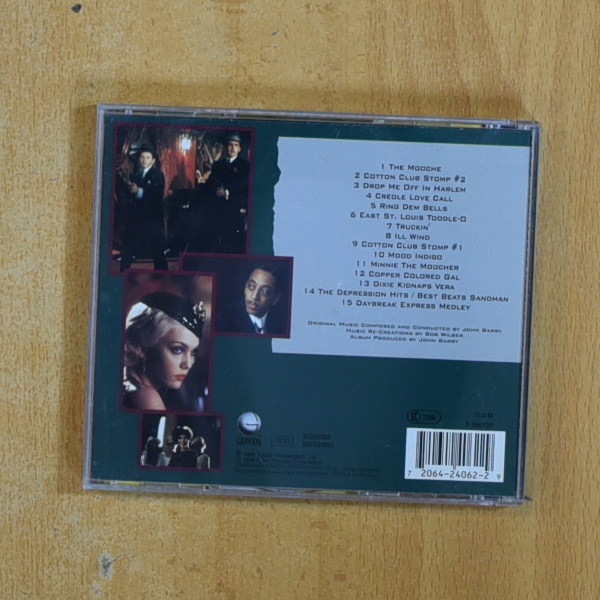 1 The Mooche
2 Cotton Club Stomp #2
3 Drop Me Off In Harlem
4 Creole Love Call
5 Ring Dem Bells
6 East St. Louis Toodle-O
7 Truckin'
8 Ill Wind
9 Cotton Club Stomp #1
10 Mood Indigo
11 Minnie The Moocher
12 Copper Colored Gal
13 Dixie Kidnaps Vera
14 The Depression Hits / Best Beats Sandman
15 Daybreak Express Medley
Original Music Composed and Conducted by John Barry
Music Re-Creations by Bob Wilber
Album Produced by John Barry
GEFFEN
7 2064-24062-2 9